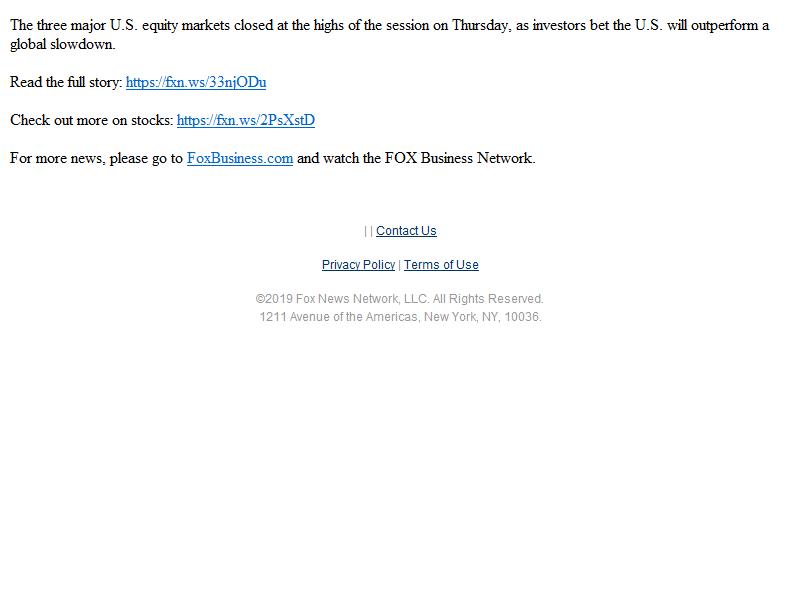 The three major U.S. equity markets closed at the highs of the session on Thursday, as investors bet the U.S. will outperform a
global slowdown.
Read the full story: https://fxn.ws/33njODu
Check out more on stocks: https://fxn.ws/2PsXstD
For more news, please go to FoxBusiness.com and watch the FOX Business Network.
| | Contact Us
Privacy Policy | Terms of Use
©2019 Fox News Network, LLC. All Rights Reserved.
1211 Avenue of the Americas, New York, NY, 10036.